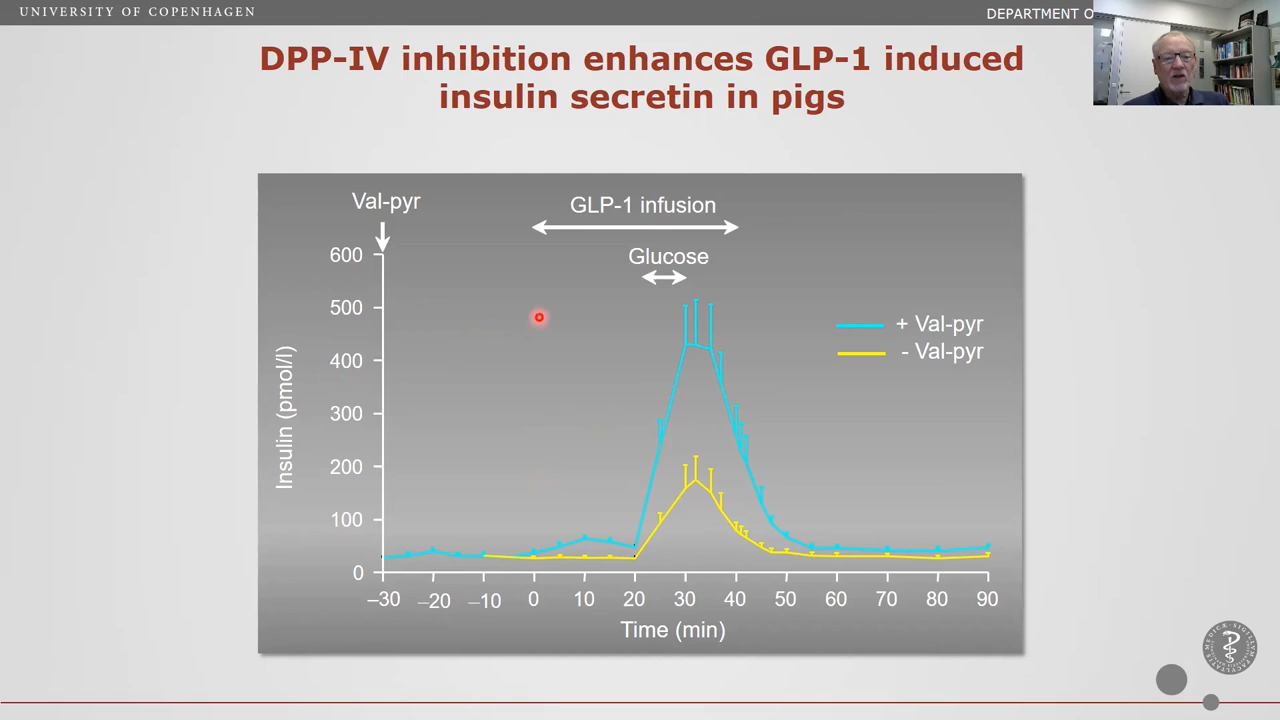 UNIVERSITY OF COPENHAGEN
DEPARTMENT O
DPP-IV inhibition enhances GLP-1 induced
insulin secretin in pigs
Val-pyr
GLP-1 infusion
Glucose
600
500
400
300
200
100
0
Insulin (pmol/l)
+ Val-pyr
- Val-pyr
–30 –20 –10 0 10 20 30 40 50 60 70 80 90
Time (min)